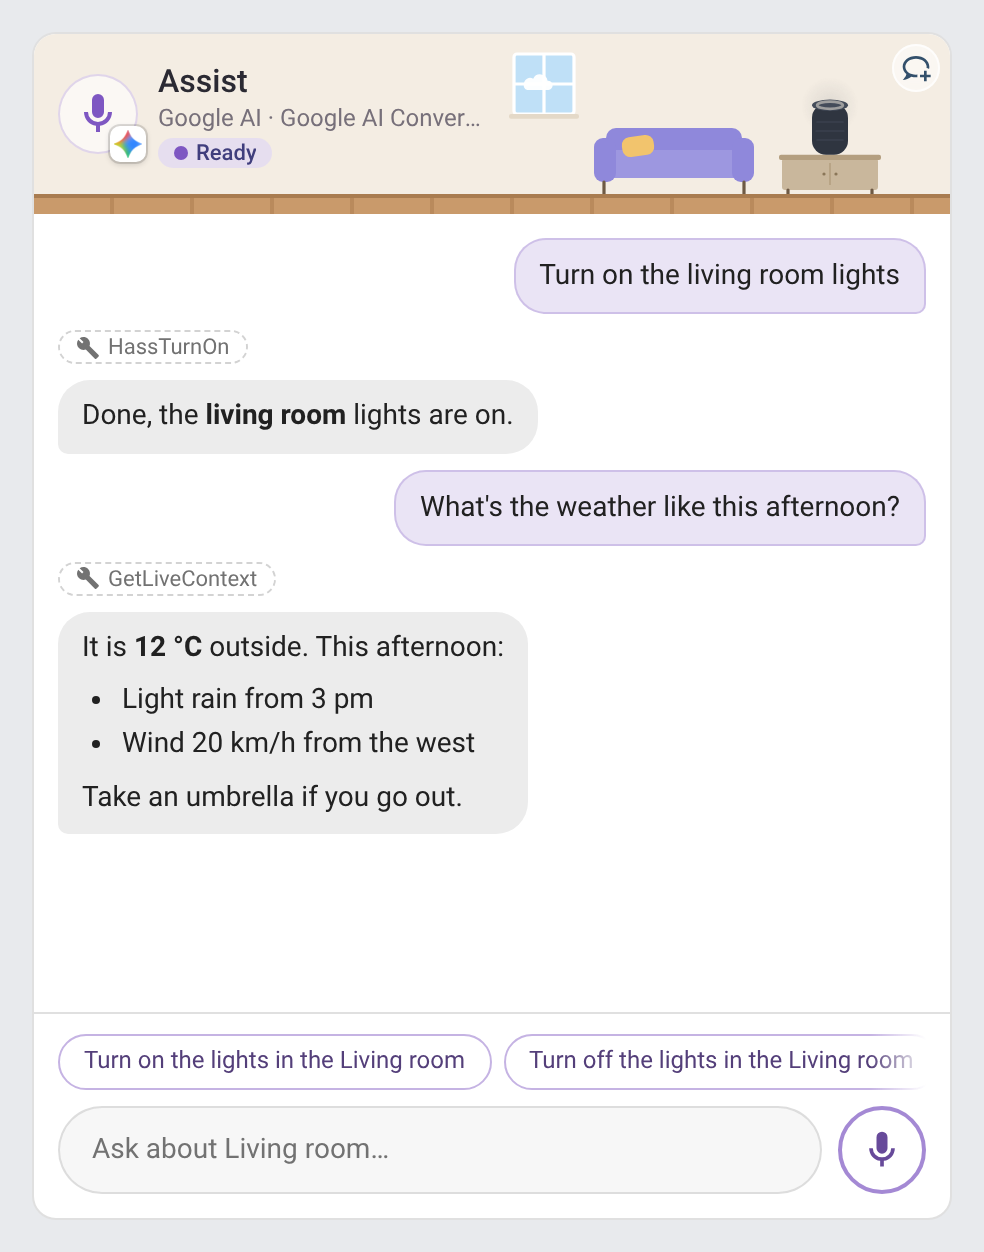 Assist
Google AI · Google AI Conver…
Ready
Turn on the living room lights
HassTurnOn
Done, the living room lights are on.
What's the weather like this afternoon?
GetLiveContext
It is 12 °C outside. This afternoon:
• Light rain from 3 pm
• Wind 20 km/h from the west
Take an umbrella if you go out.
Turn on the lights in the Living room
Turn off the lights in the Living room
Ask about Living room…